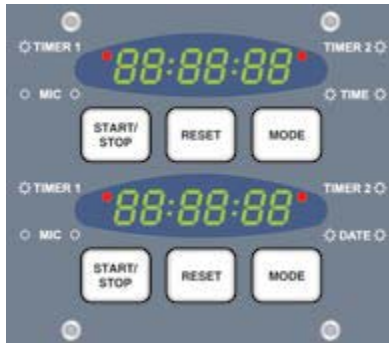 TIMER 1 88:88:88 TIMER 2
MIC TIME
START/
STOP RESET MODE
TIMER 1 88:88:88 TIMER 2
MIC DATE
START/
STOP RESET MODE